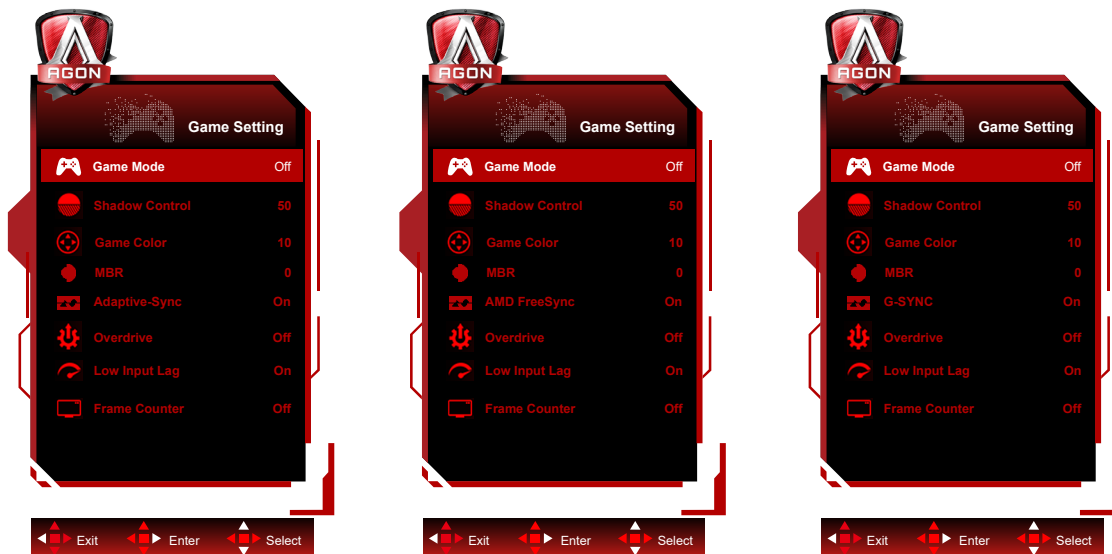 AGON
Game Setting
Game Mode Off
Shadow Control 50
Game Color 10
MBR 0
Adaptive-Sync On
Overdrive Off
Low Input Lag On
Frame Counter Off
Exit Enter Select
AGON
Game Setting
Game Mode Off
Shadow Control 50
Game Color 10
MBR 0
AMD FreeSync On
Overdrive Off
Low Input Lag On
Frame Counter Off
Exit Enter Select
AGON
Game Setting
Game Mode Off
Shadow Control 50
Game Color 10
MBR 0
G-SYNC On
Overdrive Off
Low Input Lag On
Frame Counter Off
Exit Enter Select